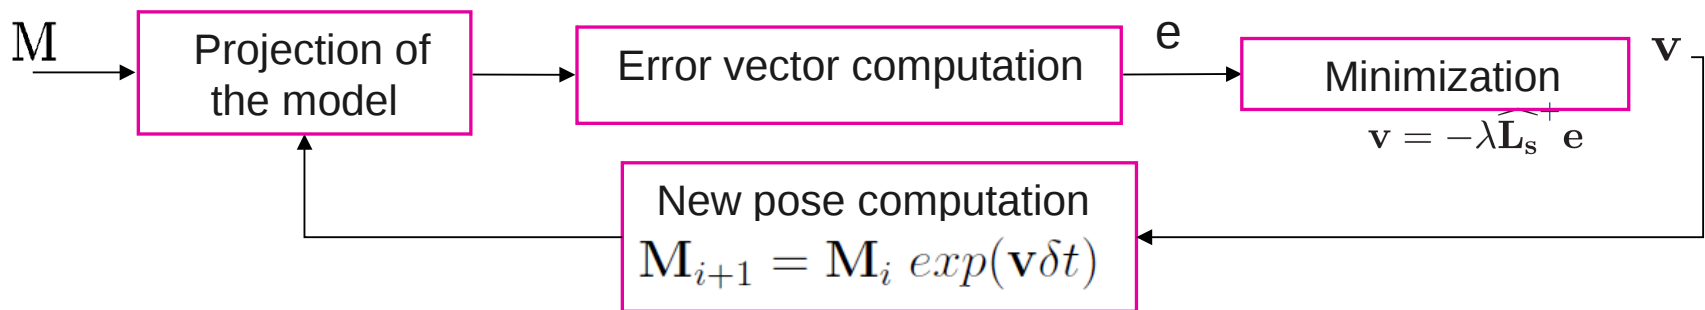 M
Projection of
the model
Error vector computation
e
Minimization
v
v = −λL̂ₛ⁺e
New pose computation
Mᵢ₊₁ = Mᵢ exp(vδt)